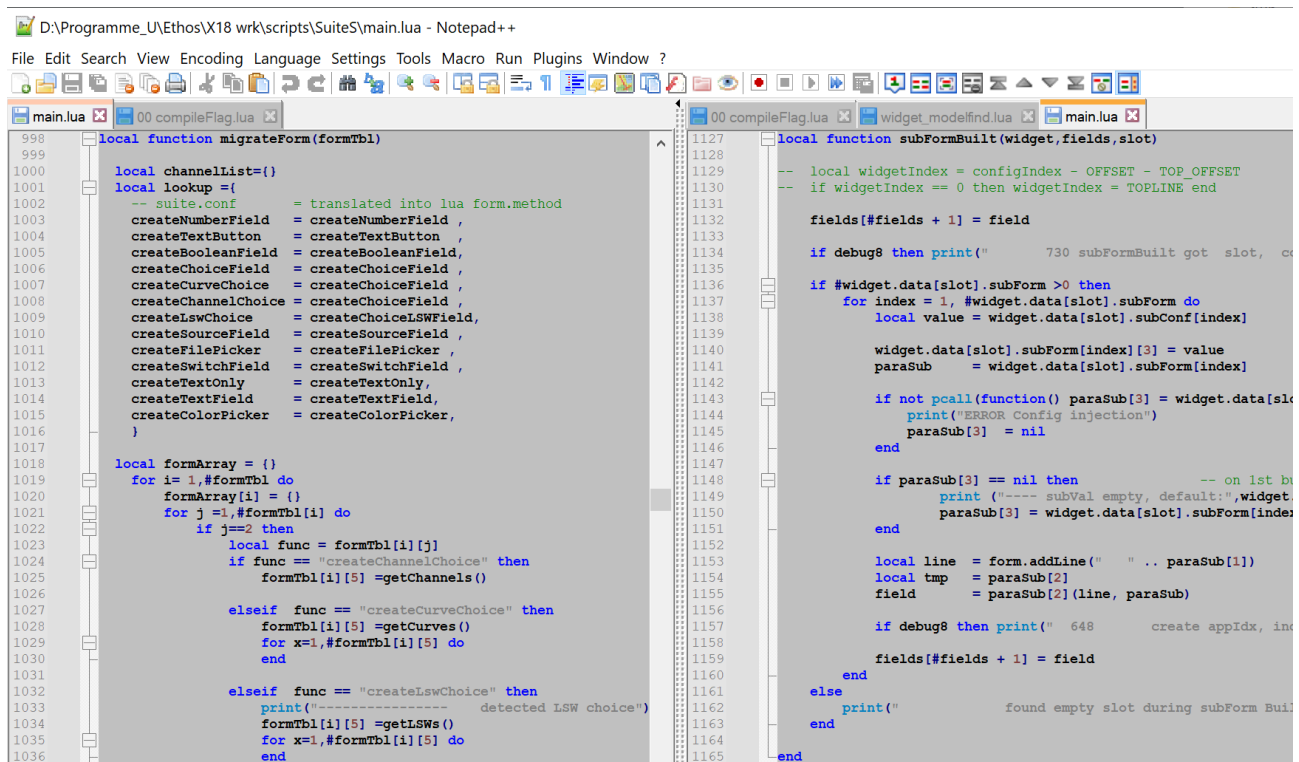 D:\Programme_U\Ethos\X18 wrk\scripts\SuiteS\main.lua - Notepad++
File Edit Search View Encoding Language Settings Tools Macro Run Plugins Window ?
main.lua 00 compileFlag.lua
998 local function migrateForm(formTbl)
999
1000 local channelList={}
1001 local lookup ={
1002 -- suite.conf = translated into lua form.method
1003 createNumberField = createNumberField ,
1004 createTextButton = createTextButton ,
1005 createBooleanField = createBooleanField,
1006 createChoiceField = createChoiceField ,
1007 createCurveChoice = createChoiceField ,
1008 createChannelChoice = createChoiceField ,
1009 createLswChoice = createChoiceLSWField,
1010 createSourceField = createSourceField ,
1011 createFilePicker = createFilePicker ,
1012 createSwitchField = createSwitchField ,
1013 createTextOnly = createTextOnly,
1014 createTextField = createTextField,
1015 createColorPicker = createColorPicker,
1016 }
1017
1018 local formArray = {}
1019 for i= 1,#formTbl do
1020 formArray[i] = {}
1021 for j =1,#formTbl[i] do
1022 if j==2 then
1023 local func = formTbl[i][j]
1024 if func == "createChannelChoice" then
1025 formTbl[i][5] =getChannels()
1026
1027 elseif func == "createCurveChoice" then
1028 formTbl[i][5] =getCurves()
1029 for x=1,#formTbl[i][5] do
1030 end
1031
1032 elseif func == "createLswChoice" then
1033 print("---------------- detected LSW choice")
1034 formTbl[i][5] =getLSWs()
1035 for x=1,#formTbl[i][5] do
1036 end
00 compileFlag.lua widget_modelfind.lua main.lua
1127 local function subFormBuilt(widget,fields,slot)
1128
1129 -- local widgetIndex = configIndex - OFFSET - TOP_OFFSET
1130 -- if widgetIndex == 0 then widgetIndex = TOPLINE end
1131
1132 fields[#fields + 1] = field
1133
1134 if debug8 then print(" 730 subFormBuilt got slot, co
1135
1136 if #widget.data[slot].subForm >0 then
1137 for index = 1, #widget.data[slot].subForm do
1138 local value = widget.data[slot].subConf[index]
1139
1140 widget.data[slot].subForm[index][3] = value
1141 paraSub = widget.data[slot].subForm[index]
1142
1143 if not pcall(function() paraSub[3] = widget.data[slo
1144 print("ERROR Config injection")
1145 paraSub[3] = nil
1146 end
1147
1148 if paraSub[3] == nil then -- on 1st bu
1149 print ("---- subVal empty, default:",widget.
1150 paraSub[3] = widget.data[slot].subForm[index
1151 end
1152
1153 local line = form.addLine(" " .. paraSub[1])
1154 local tmp = paraSub[2]
1155 field = paraSub[2](line, paraSub)
1156
1157 if debug8 then print(" 648 create appIdx, ind
1158
1159 fields[#fields + 1] = field
1160 end
1161 else
1162 print(" found empty slot during subForm Buil
1163 end
1164
1165 end